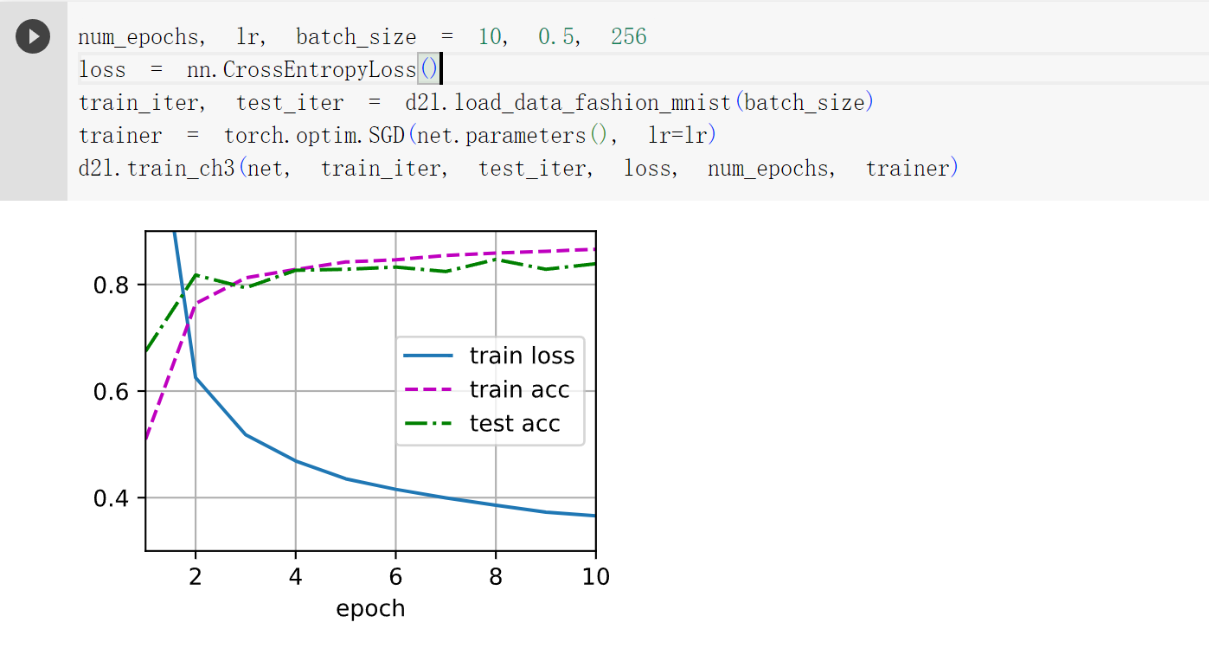 num_epochs, lr, batch_size = 10, 0.5, 256
loss = nn.CrossEntropyLoss()
train_iter, test_iter = d2l.load_data_fashion_mnist(batch_size)
trainer = torch.optim.SGD(net.parameters(), lr=lr)
d2l.train_ch3(net, train_iter, test_iter, loss, num_epochs, trainer)
0.8
0.6
0.4
train loss
train acc
test acc
2 4 6 8 10
epoch